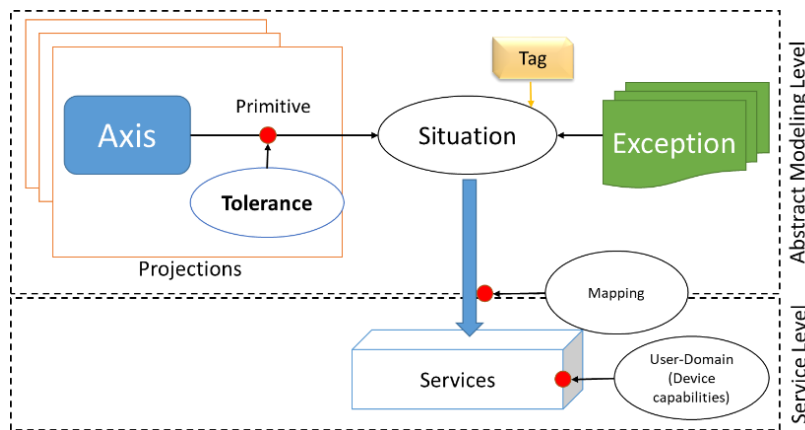 Tag
Primitive
Axis
Situation
Exception
Tolerance
Projections
Abstract Modeling Level
Mapping
Services
User-Domain
(Device
capabilities)
Service Level